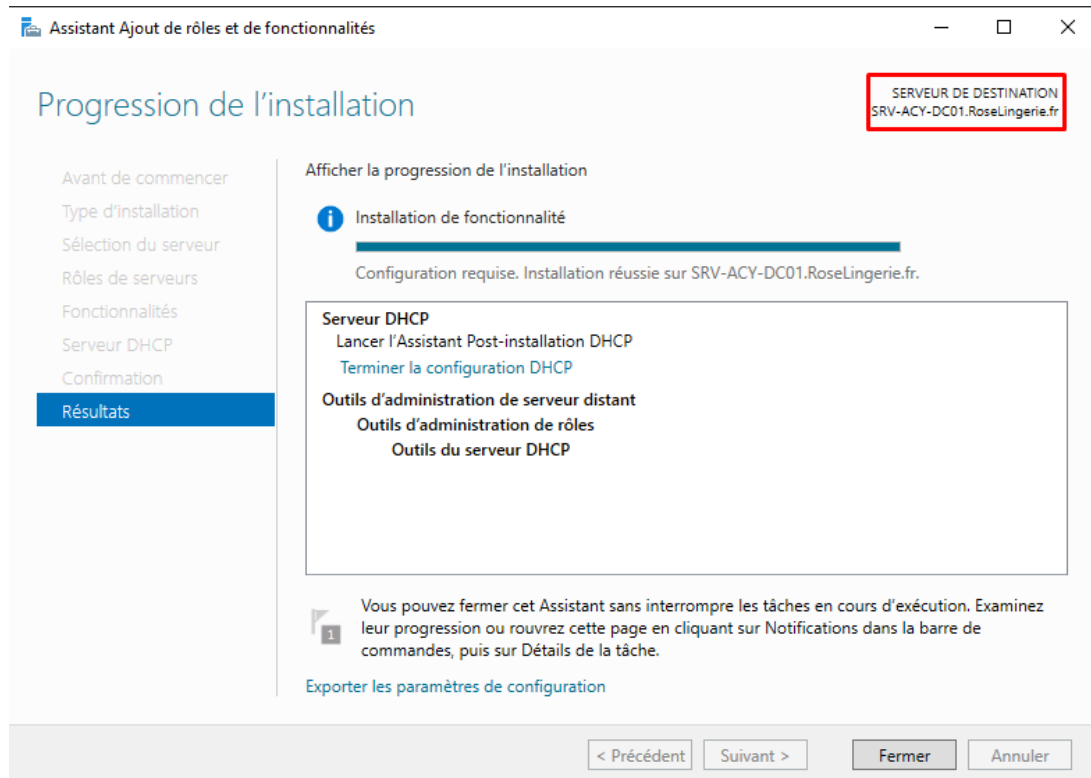 Assistant Ajout de rôles et de fonctionnalités
Progression de l'installation
SERVEUR DE DESTINATION
SRV-ACY-DC01.RoseLingerie.fr
Avant de commencer
Type d'installation
Sélection du serveur
Rôles de serveurs
Fonctionnalités
Serveur DHCP
Confirmation
Résultats
Afficher la progression de l'installation
Installation de fonctionnalité
Configuration requise. Installation réussie sur SRV-ACY-DC01.RoseLingerie.fr.
Serveur DHCP
Lancer l'Assistant Post-installation DHCP
Terminer la configuration DHCP
Outils d'administration de serveur distant
Outils d'administration de rôles
Outils du serveur DHCP
1
Vous pouvez fermer cet Assistant sans interrompre les tâches en cours d'exécution. Examinez
leur progression ou rouvrez cette page en cliquant sur Notifications dans la barre de
commandes, puis sur Détails de la tâche.
Exporter les paramètres de configuration
< Précédent
Suivant >
Fermer
Annuler